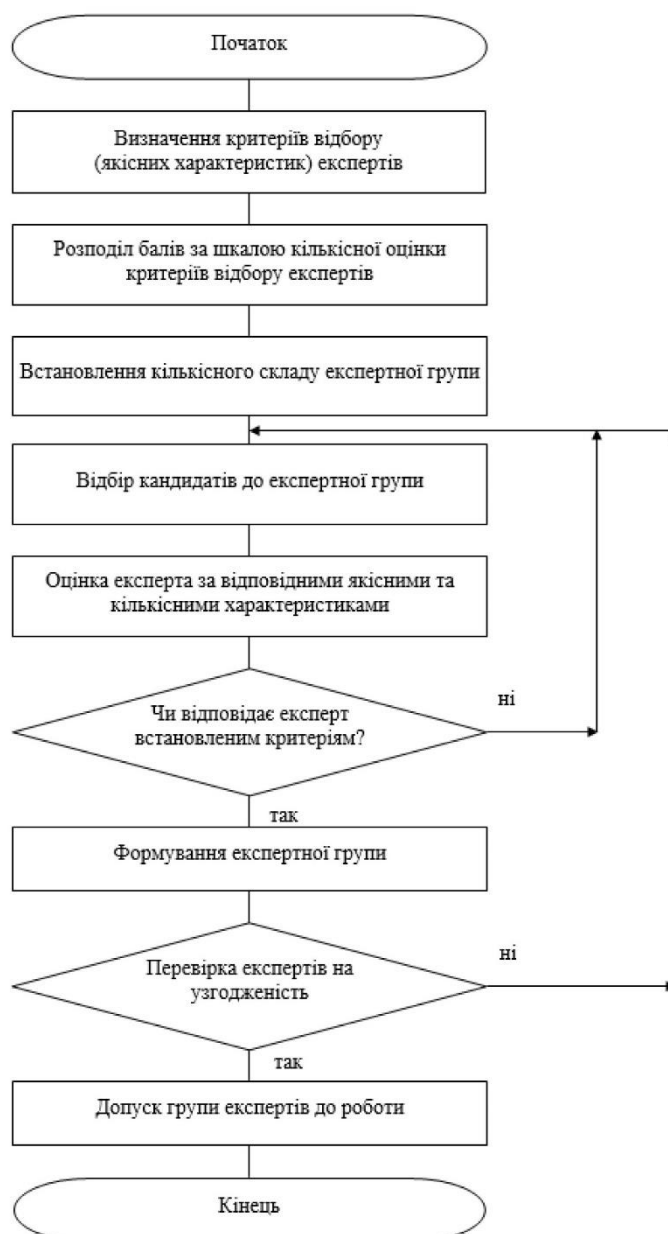 Початок
Визначення критеріїв відбору
(якісних характеристик) експертів
Розподіл балів за шкалою кількісної оцінки
критеріїв відбору експертів
Встановлення кількісного складу експертної групи
Відбір кандидатів до експертної групи
Оцінка експерта за відповідними якісними та
кількісними характеристиками
Чи відповідає експерт
встановленим критеріям?
ні
так
Формування експертної групи
Перевірка експертів на
узгодженість
ні
так
Допуск групи експертів до роботи
Кінець